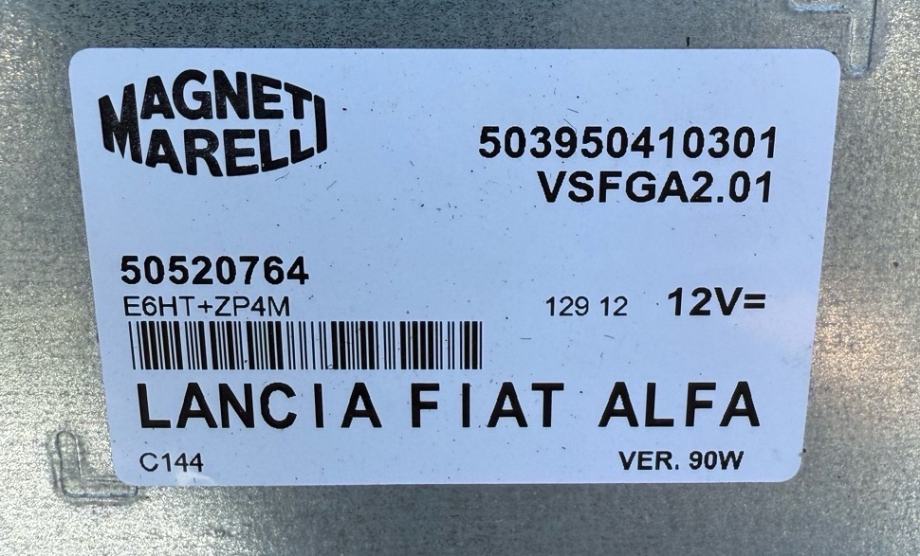 MAGNETI
MARELLI
503950410301
VSFGA2.01
50520764
E6HT+ZP4M
129 12 12V=
LANCIA FIAT ALFA
C144 VER. 90W